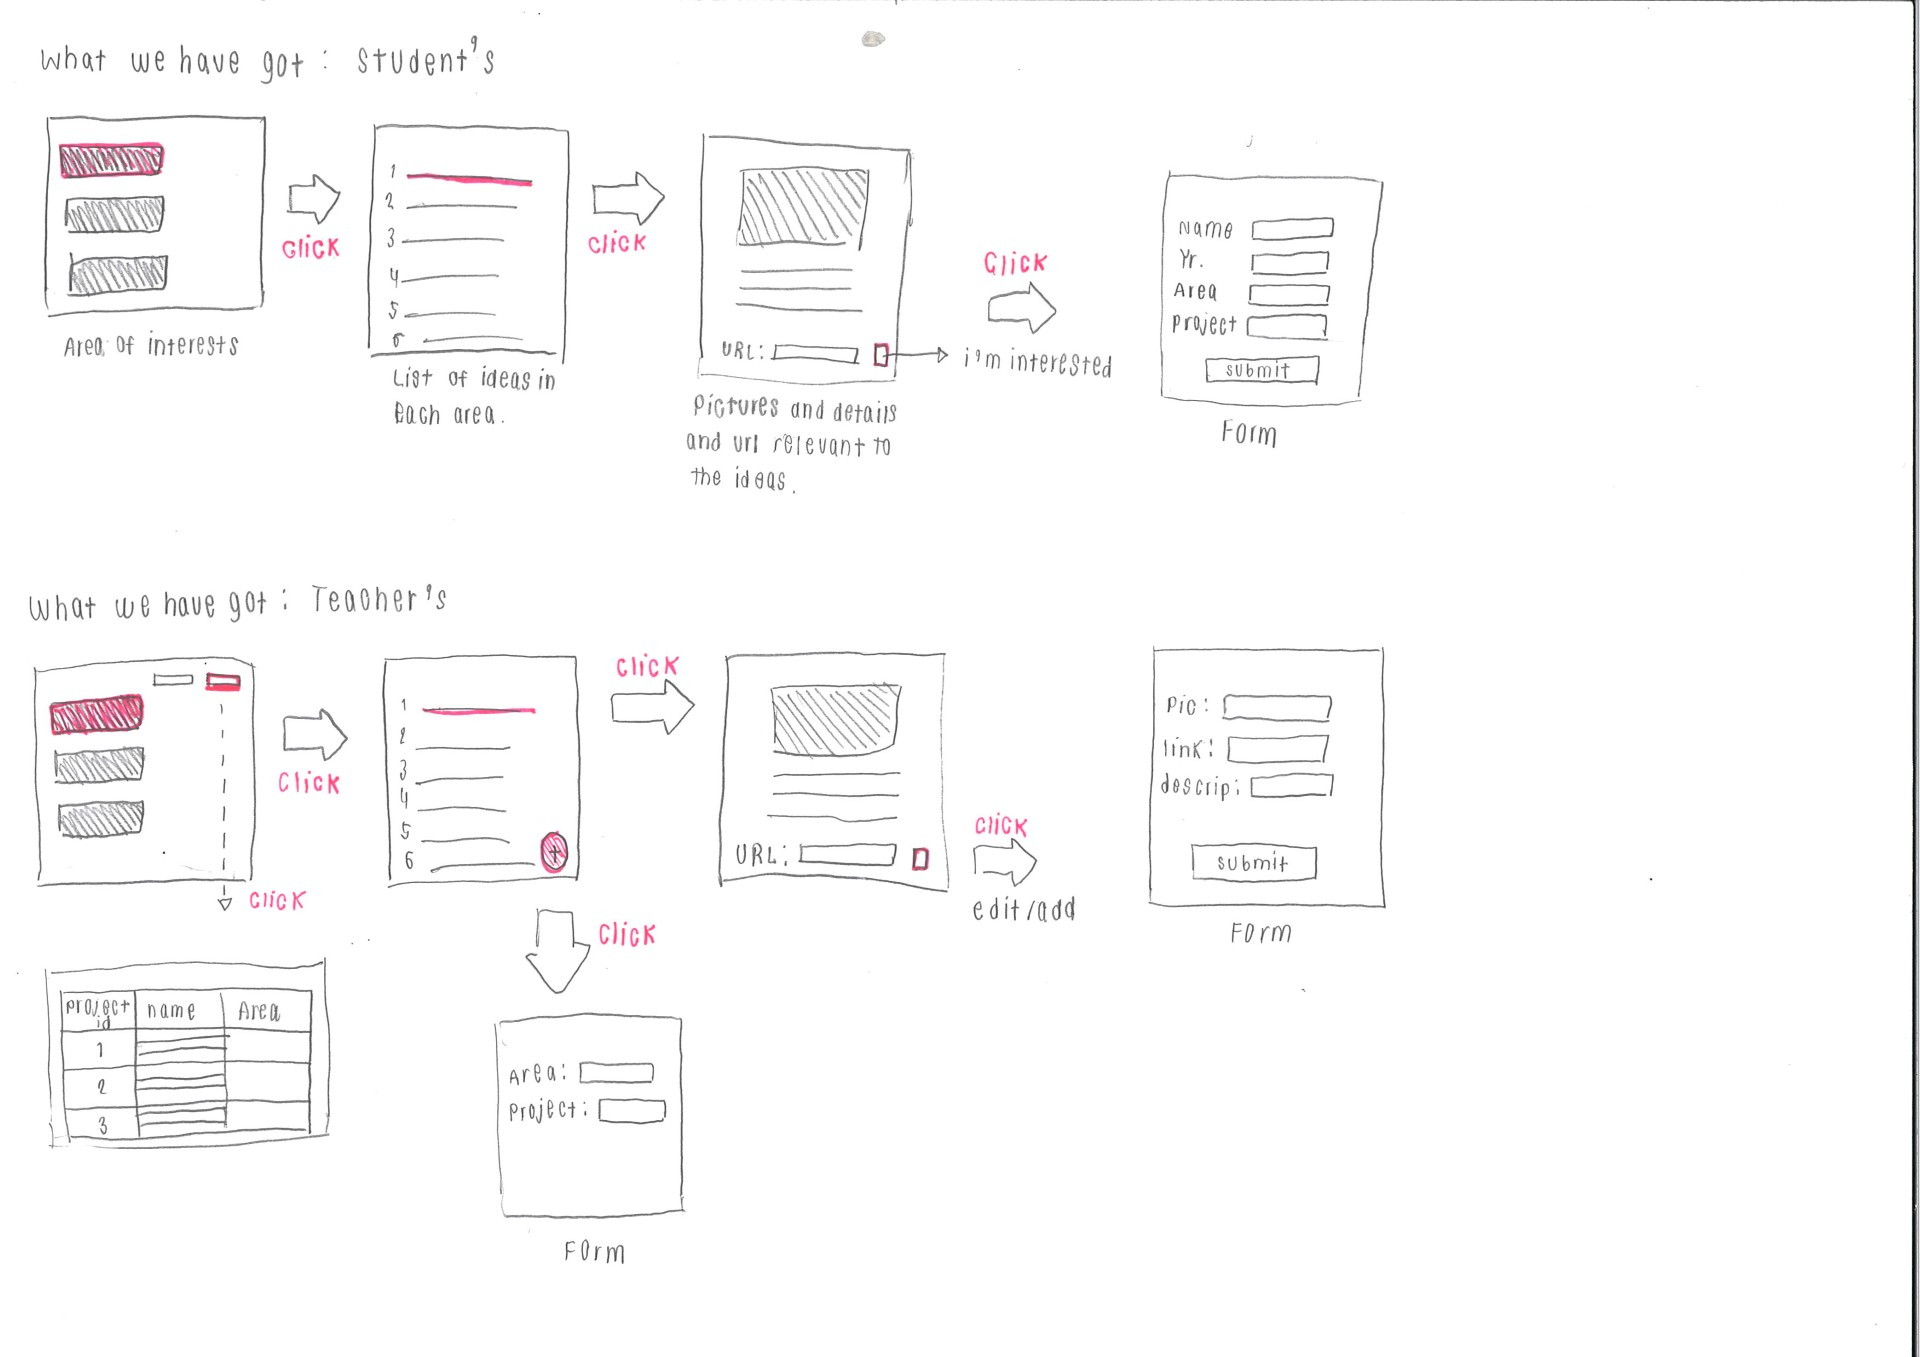 What we have got : Student's
Click
Click
Click
1
2
3
4
5
6
Area of interests
List of ideas in
Each area.
URL:
i'm interested
Pictures and details
and url relevant to
the ideas.
Name
Yr.
Area
Project
submit
Form
What we have got : Teacher's
Click
Click
Click
Click
Click
1
2
3
4
5
6
+
URL:
edit/add
Pic:
link:
descrip:
submit
Form
project id
name
Area
1
2
3
Area:
Project:
Form